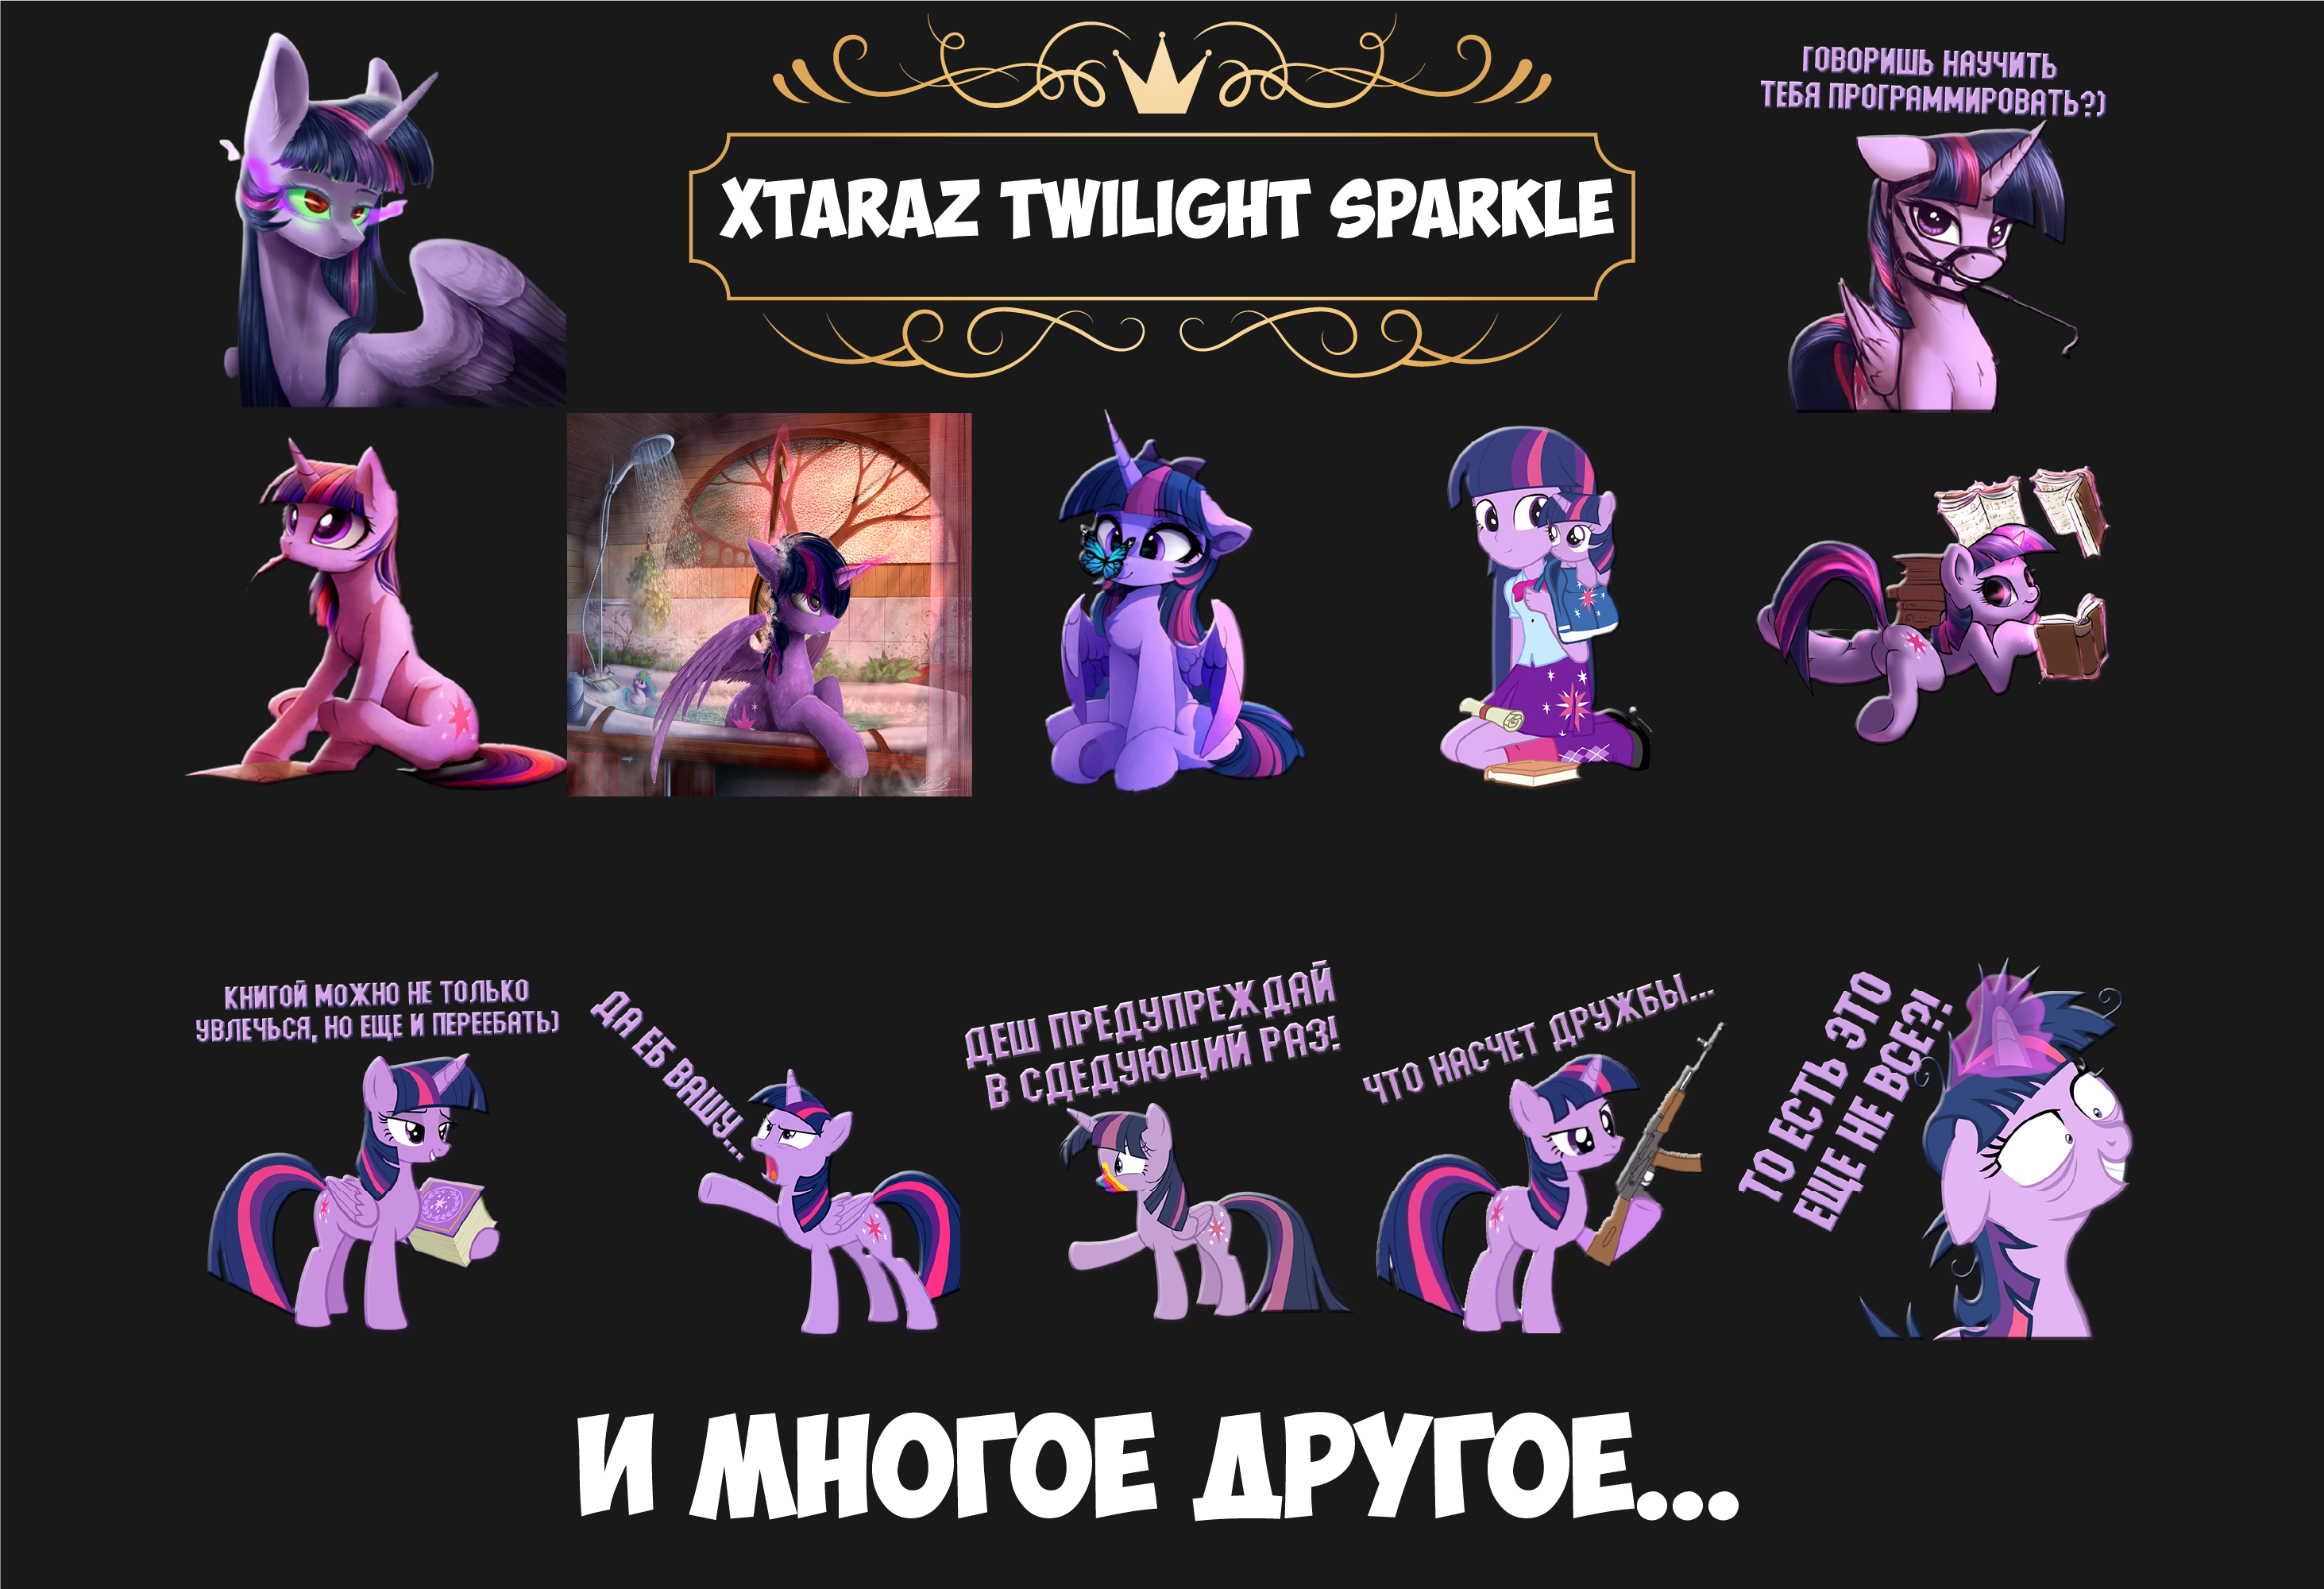 XTARAZ TWILIGHT SPARKLE
ГОВОРИШЬ НАУЧИТЬ
ТЕБЯ ПРОГРАММИРОВАТЬ?)
КНИГОЙ МОЖНО НЕ ТОЛЬКО
УВЛЕЧЬСЯ, НО ЕЩЕ И ПЕРЕЕБАТЬ)
ДА ЕБ ВАШУ...
ДЕШ ПРЕДУПРЕЖДАЙ
В СДЕДУЮЩИЙ РАЗ!
ЧТО НАСЧЕТ ДРУЖБЫ...
ТО ЕСТЬ ЭТО
ЕЩЕ НЕ ВСЕ?!
И МНОГОЕ ДРУГОЕ...